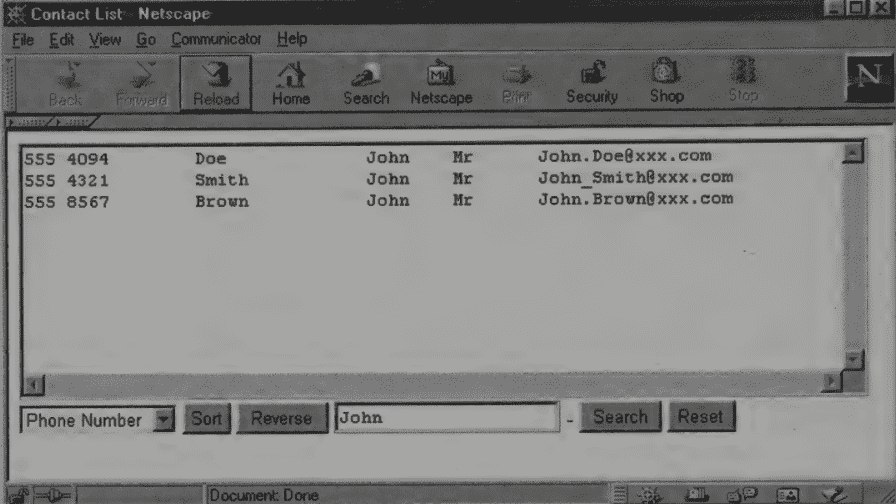 Contact List - Netscape
File Edit View Go Communicator Help
Back Forward Reload Home Search Netscape Print Security Shop Stop
My
N
555 4094 Doe John Mr John.Doe@xxx.com
555 4321 Smith John Mr John_Smith@xxx.com
555 8567 Brown John Mr John.Brown@xxx.com
Phone Number Sort Reverse John - Search Reset
Document: Done